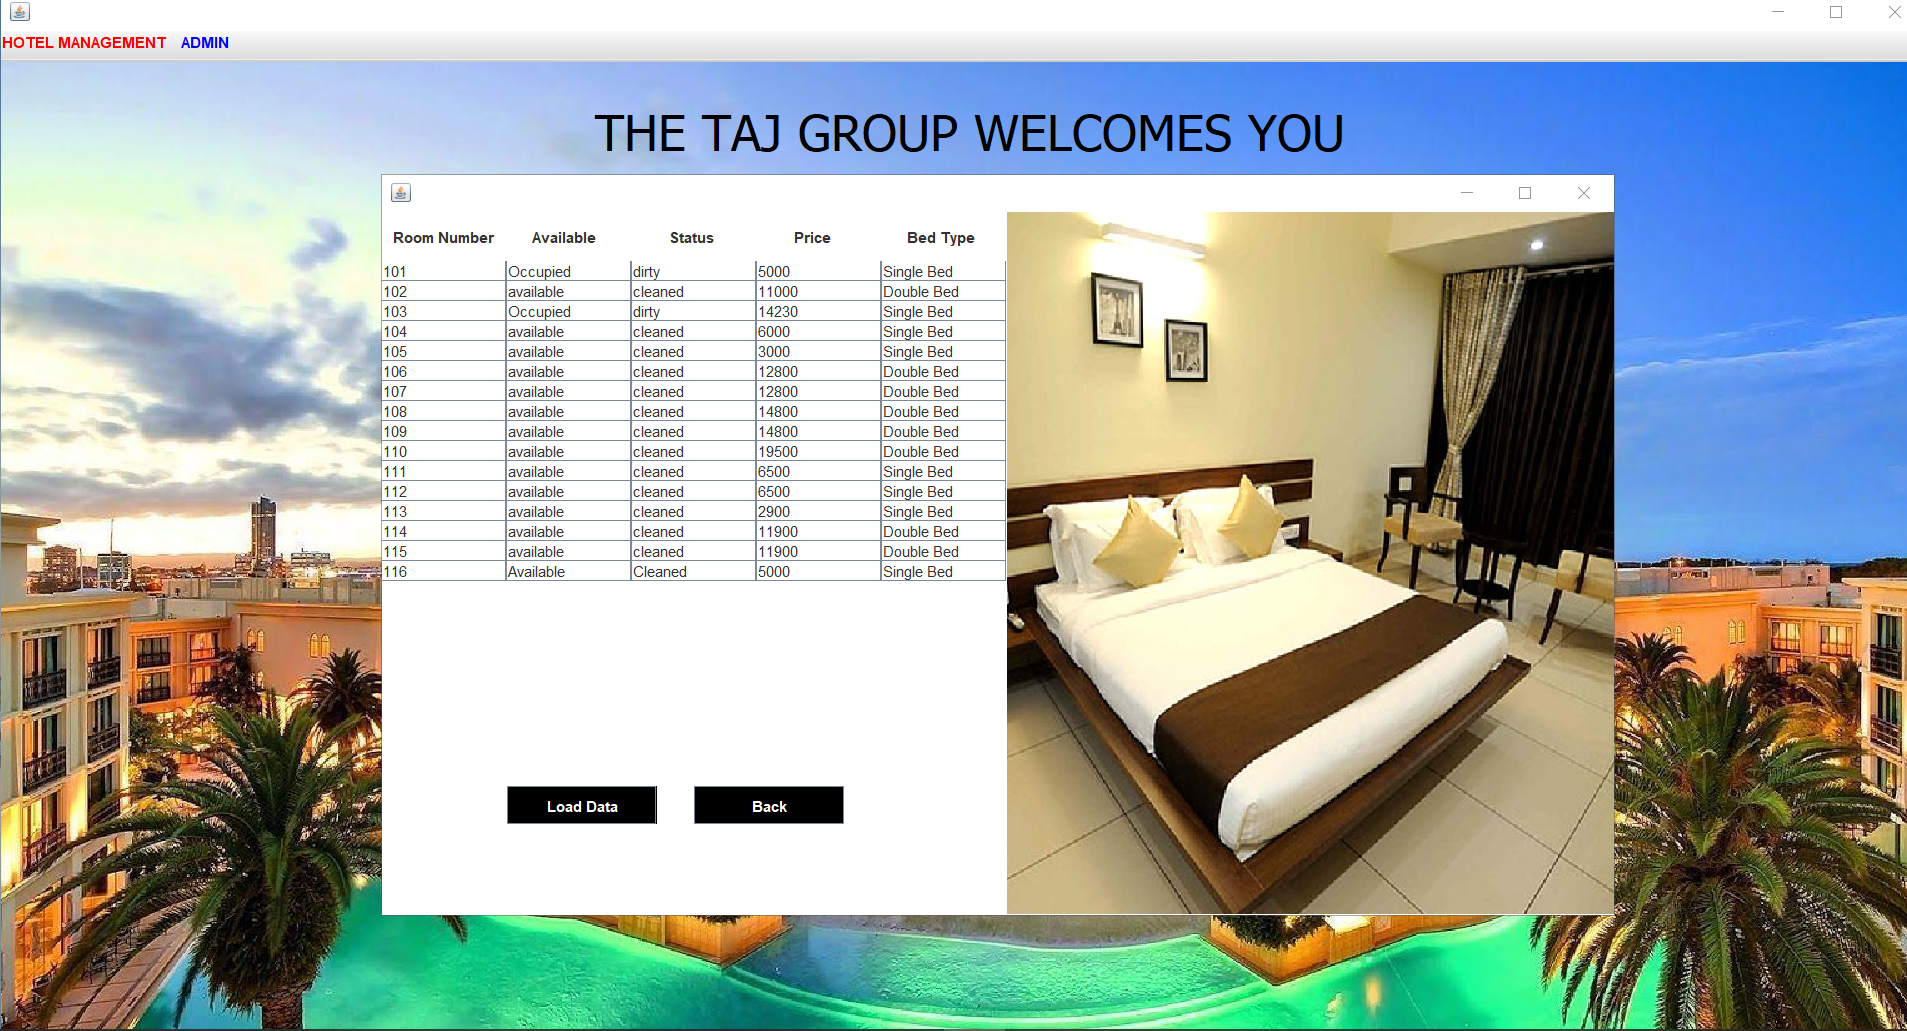 HOTEL MANAGEMENT ADMIN
THE TAJ GROUP WELCOMES YOU
Room Number Available Status Price Bed Type
101 Occupied dirty 5000 Single Bed
102 available cleaned 11000 Double Bed
103 Occupied dirty 14230 Single Bed
104 available cleaned 6000 Single Bed
105 available cleaned 3000 Single Bed
106 available cleaned 12800 Double Bed
107 available cleaned 12800 Double Bed
108 available cleaned 14800 Double Bed
109 available cleaned 14800 Double Bed
110 available cleaned 19500 Double Bed
111 available cleaned 6500 Single Bed
112 available cleaned 6500 Single Bed
113 available cleaned 2900 Single Bed
114 available cleaned 11900 Double Bed
115 available cleaned 11900 Double Bed
116 Available Cleaned 5000 Single Bed
Load Data Back